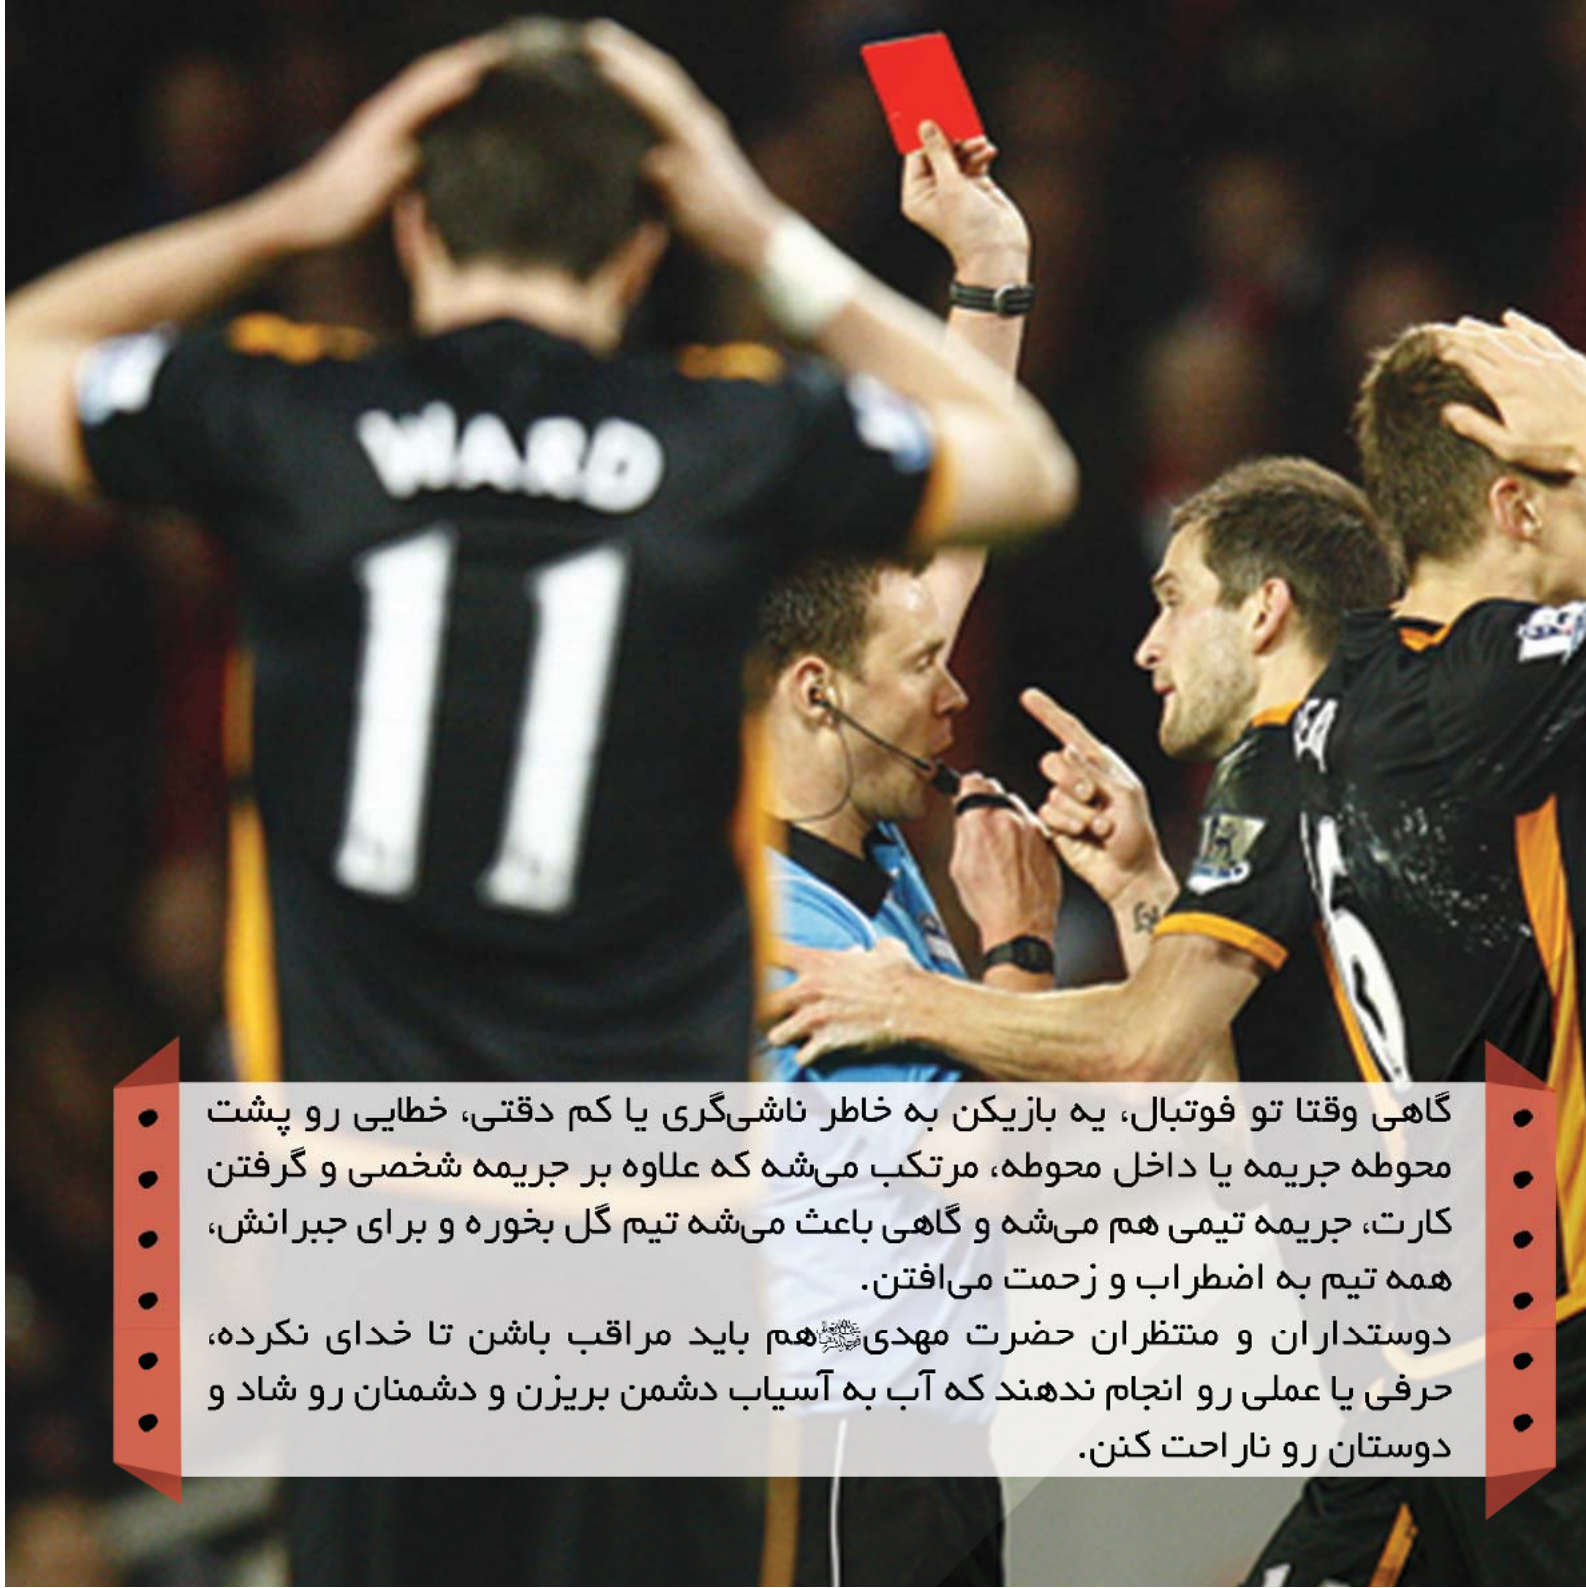 WARD
11
گاهی وقتا تو فوتبال، یه بازیکن به خاطر ناشی‌گری یا کم دقتی، خطایی رو پشت
محوطه جریمه یا داخل محوطه، مرتکب می‌شه که علاوه بر جریمه شخصی و گرفتن
کارت، جریمه تیمی هم می‌شه و گاهی باعث می‌شه تیم گل بخوره و برای جبرانش،
همه تیم به اضطراب و زحمت می‌افتن.
دوستداران و منتظران حضرت مهدی هم باید مراقب باشن تا خدای نکرده،
حرفی یا عملی رو انجام ندهند که آب به آسیاب دشمن بریزن و دشمنان رو شاد و
دوستان رو ناراحت کنن.